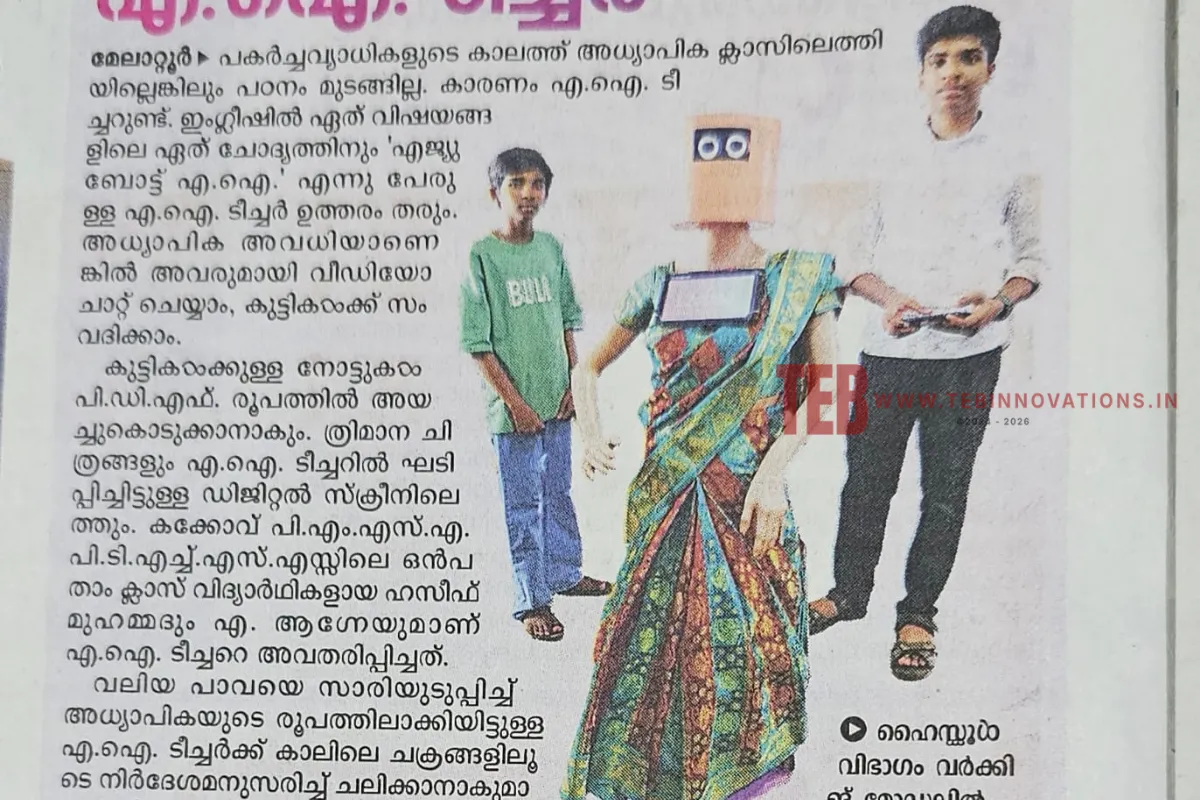 എ.ഐ. ടീച്ചർ
മേലാറ്റൂർ ▸ പകർച്ചവ്യാധികളുടെ കാലത്ത് അധ്യാപിക ക്ലാസിലെത്തി
യില്ലെങ്കിലും പഠനം മുടങ്ങില്ല. കാരണം എ.ഐ. ടീ
ച്ചറുണ്ട്. ഇംഗ്ലീഷിൽ ഏത് വിഷയങ്ങ
ളിലെ ഏത് ചോദ്യത്തിനും 'എജ്യു
ബോട്ട് എ.ഐ.' എന്നു പേരു
ള്ള എ.ഐ. ടീച്ചർ ഉത്തരം തരും.
അധ്യാപിക അവധിയാണെ
ങ്കിൽ അവരുമായി വീഡിയോ
ചാറ്റ് ചെയ്യാം, കുട്ടികൾക്ക് സം
വദിക്കാം.
കുട്ടികൾക്കുള്ള നോട്ടുകൾ
പി.ഡി.എഫ്. രൂപത്തിൽ അയ
ച്ചുകൊടുക്കാനാകും. ത്രിമാന ചി
ത്രങ്ങളും എ.ഐ. ടീച്ചറിൽ ഘടി
പ്പിച്ചിട്ടുള്ള ഡിജിറ്റൽ സ്ക്രീനിലെ
ത്തും. കക്കോവ് പി.എം.എസ്.എ.
പി.ടി.എച്ച്.എസ്.എസ്സിലെ ഒൻപ
താം ക്ലാസ് വിദ്യാർഥികളായ ഹസീഫ്
മുഹമ്മദും എ. ആഗ്നേയുമാണ്
എ.ഐ. ടീച്ചറെ അവതരിപ്പിച്ചത്.
വലിയ പാവയെ സാരിയുടുപ്പിച്ച്
അധ്യാപികയുടെ രൂപത്തിലാക്കിയിട്ടുള്ള
എ.ഐ. ടീച്ചർക്ക് കാലിലെ ചക്രങ്ങളിലൂ
ടെ നിർദേശമനുസരിച്ച് ചലിക്കാനാകുമാ
BULL
TEB WWW.TEBINNOVATIONS.IN
- 2026
ഹൈസ്കൂൾ
വിഭാഗം വർക്കി
ങ് മോഡലിൽ